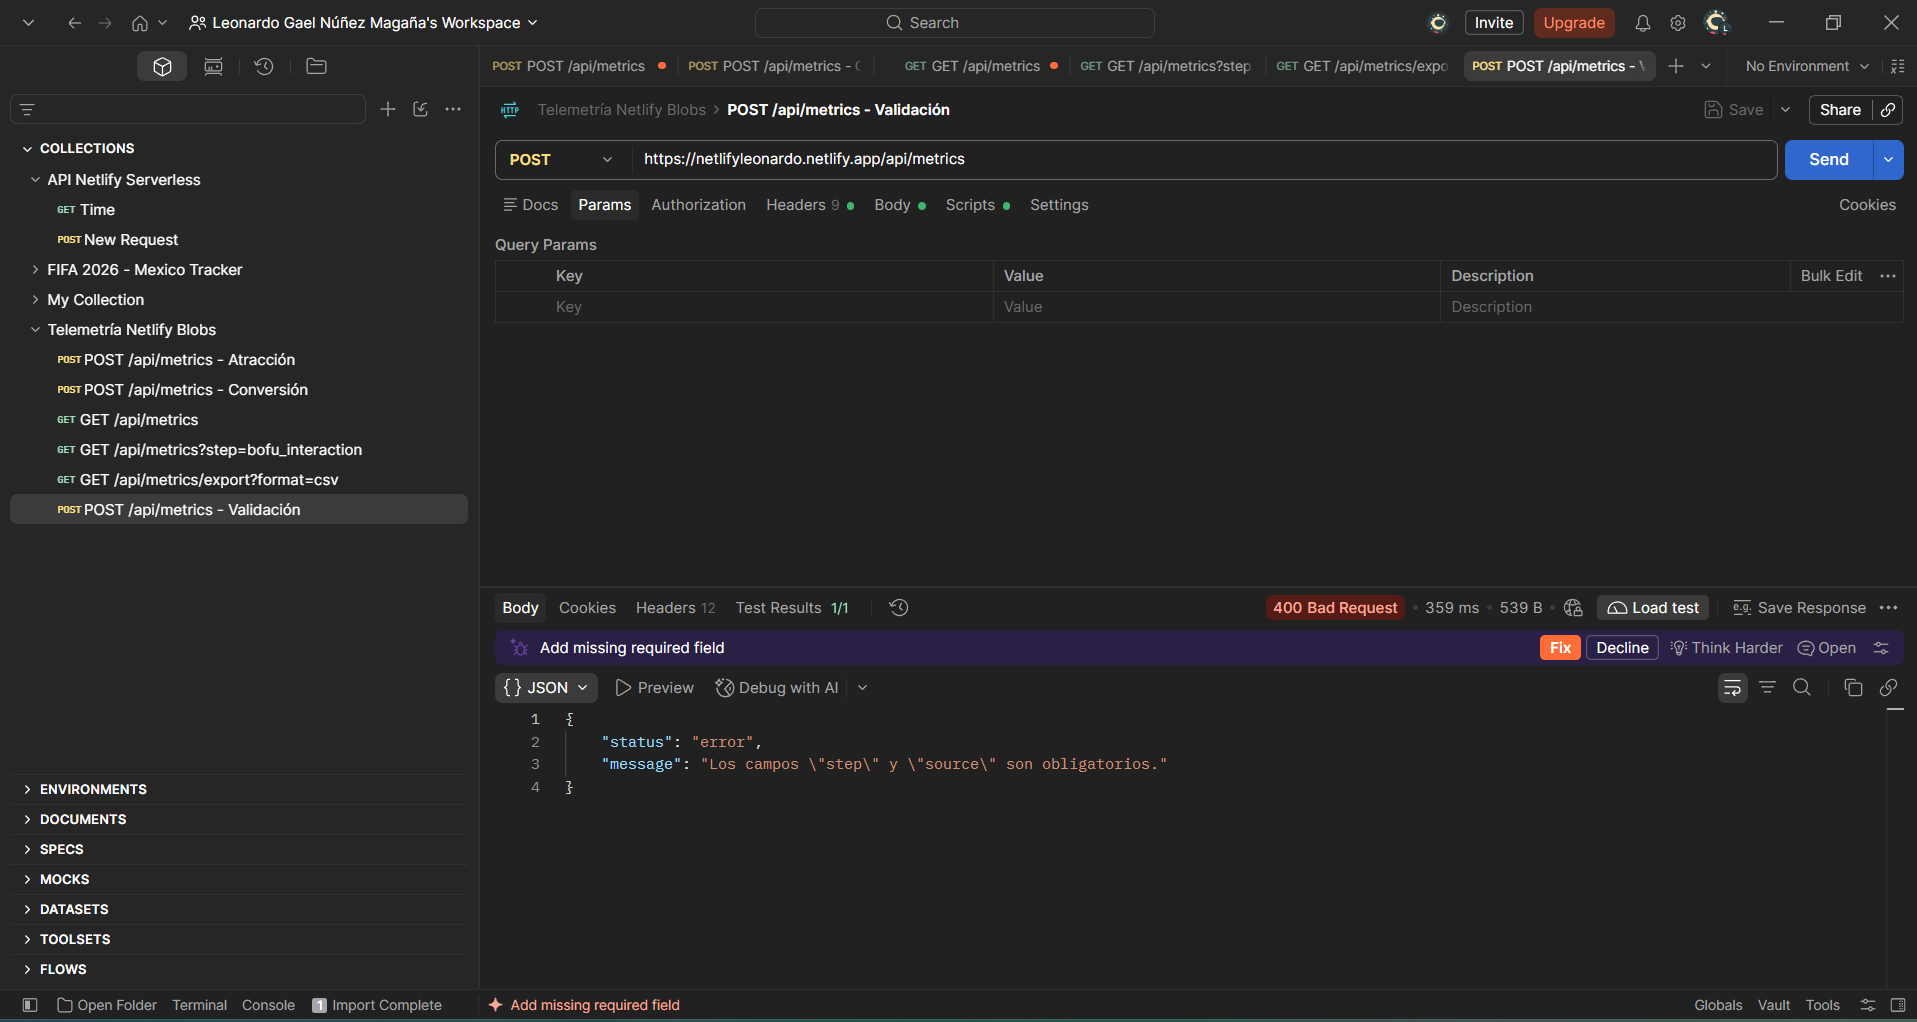 Leonardo Gael Núñez Magaña's Workspace
Search
Invite
Upgrade
POST POST /api/metrics
POST POST /api/metrics -
GET GET /api/metrics
GET GET /api/metrics?step
GET GET /api/metrics/expo
POST POST /api/metrics -
No Environment
Telemetría Netlify Blobs > POST /api/metrics - Validación
Save
Share
COLLECTIONS
API Netlify Serverless
GET Time
POST New Request
FIFA 2026 - Mexico Tracker
My Collection
Telemetría Netlify Blobs
POST POST /api/metrics - Atracción
POST POST /api/metrics - Conversión
GET GET /api/metrics
GET GET /api/metrics?step=bofu_interaction
GET GET /api/metrics/export?format=csv
POST POST /api/metrics - Validación
ENVIRONMENTS
DOCUMENTS
SPECS
MOCKS
DATASETS
TOOLSETS
FLOWS
HTTP
POST
https://netlifyleonardo.netlify.app/api/metrics
Send
Docs
Params
Authorization
Headers 9
Body
Scripts
Settings
Cookies
Query Params
Key
Value
Description
Bulk Edit
Key
Value
Description
Body
Cookies
Headers 12
Test Results 1/1
400 Bad Request
359 ms
539 B
Load test
e.g. Save Response
Add missing required field
Fix
Decline
Think Harder
Open
{} JSON
Preview
Debug with AI
1 {
2 "status": "error",
3 "message": "Los campos \"step\" y \"source\" son obligatorios."
4 }
Open Folder
Terminal
Console
1 Import Complete
Add missing required field
Globals
Vault
Tools